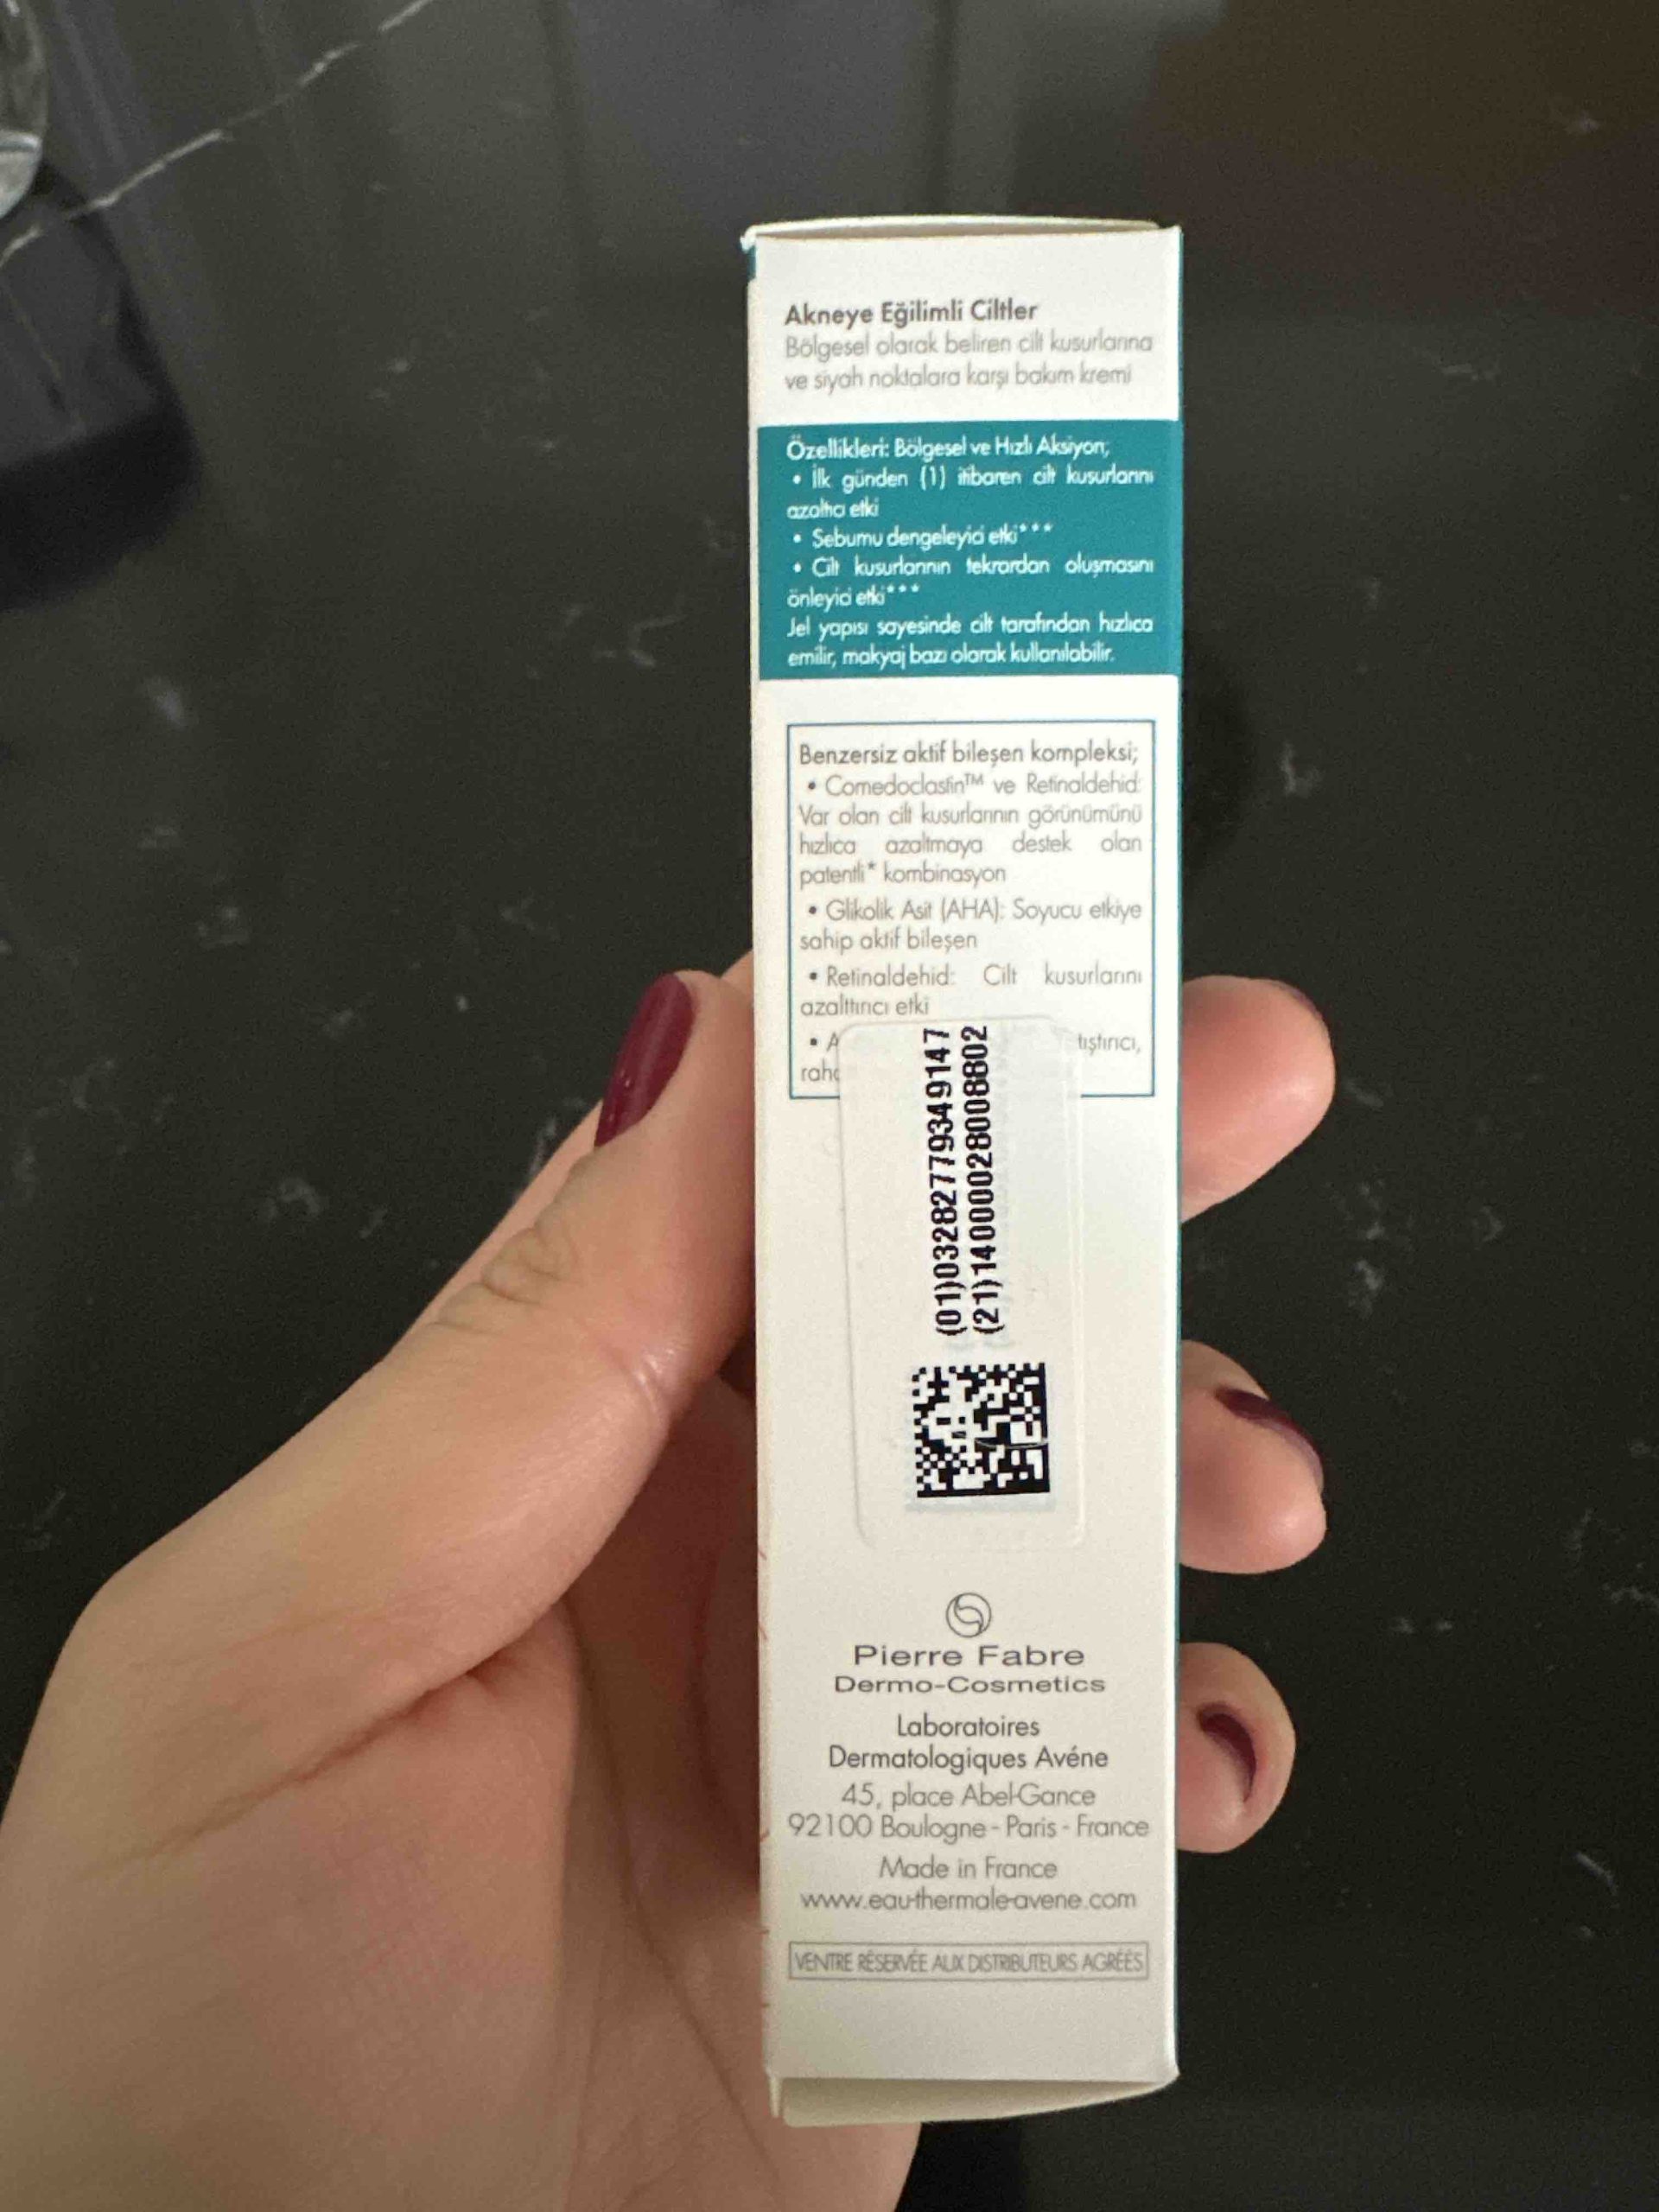 Akneye Eğilimli Ciltler
Bölgesel olarak beliren cilt kusurlarına
ve siyah noktalara karşı bakım kremi
Özellikleri: Bölgesel ve Hızlı Aksiyon;
• İlk günden (1) itibaren cilt kusurlarını
azaltıcı etki
• Sebumu dengeleyici etki***
• Cilt kusurlarının tekrardan oluşmasını
önleyici etki***
Jel yapısı sayesinde cilt tarafından hızlıca
emilir, makyaj bazı olarak kullanılabilir.
Benzersiz aktif bileşen kompleksi;
• Comedoclastin™ ve Retinaldehid:
Var olan cilt kusurlarının görünümünü
hızlıca azaltmaya destek olan
patentli* kombinasyon
• Glikolik Asit (AHA): Soyucu etkiye
sahip aktif bileşen
• Retinaldehid: Cilt kusurlarını
azalttırıcı etki
(01)03282779349147
(21)14000028008802
Pierre Fabre
Dermo-Cosmetics
Laboratoires
Dermatologiques Avéne
45, place Abel-Gance
92100 Boulogne - Paris - France
Made in France
www.eau-thermale-avene.com
VENTRE RÉSERVÉE AUX DISTRIBUTEURS AGRÉÉS